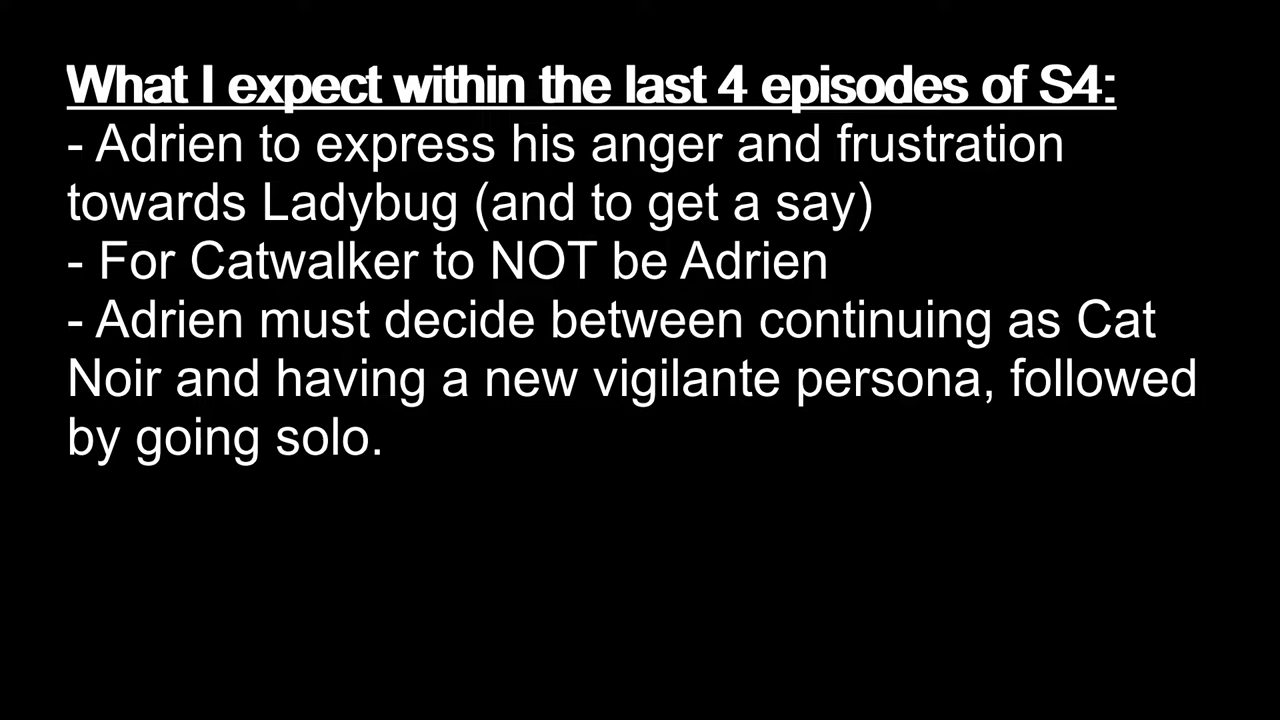 What I expect within the last 4 episodes of S4:
- Adrien to express his anger and frustration
towards Ladybug (and to get a say)
- For Catwalker to NOT be Adrien
- Adrien must decide between continuing as Cat
Noir and having a new vigilante persona, followed
by going solo.